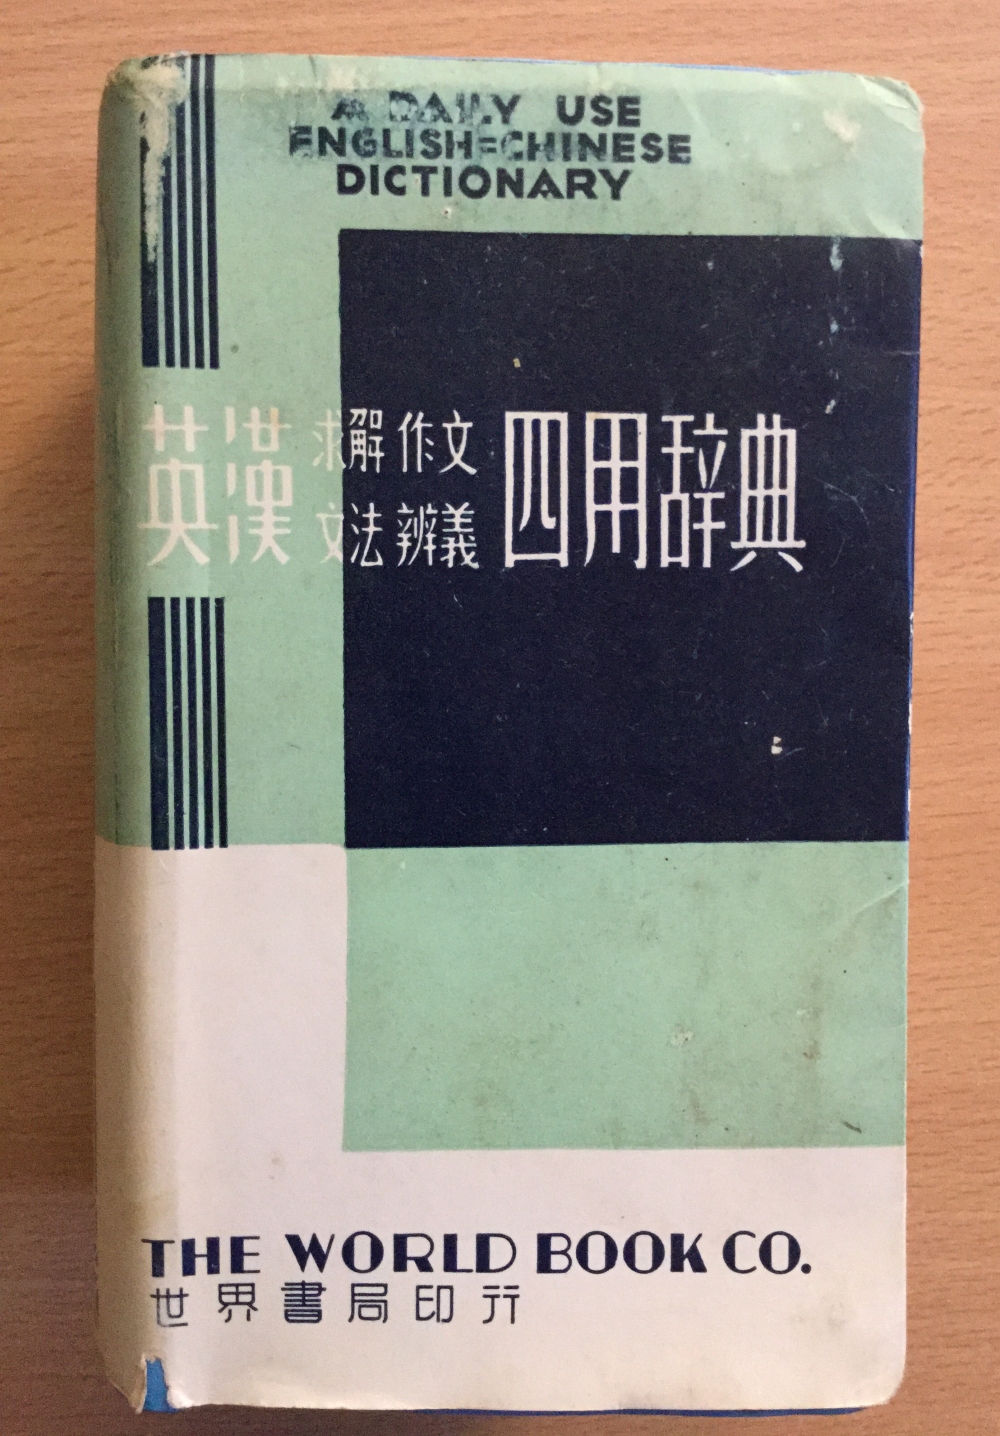 A DAILY USE
ENGLISH=CHINESE
DICTIONARY
英漢 求解 作文 文法 辨義 四用辞典
THE WORLD BOOK CO.
世界書局印行